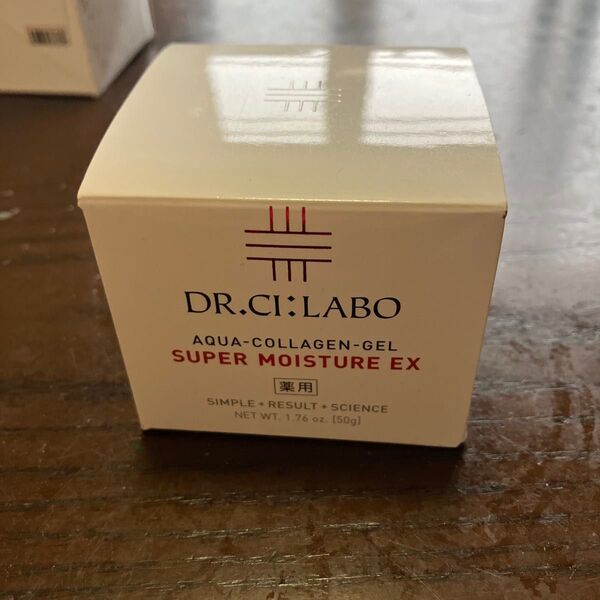 DR.CI:LABO
AQUA-COLLAGEN-GEL
SUPER MOISTURE EX
薬用
SIMPLE + RESULT + SCIENCE
NET WT. 1.76 oz. [50g]